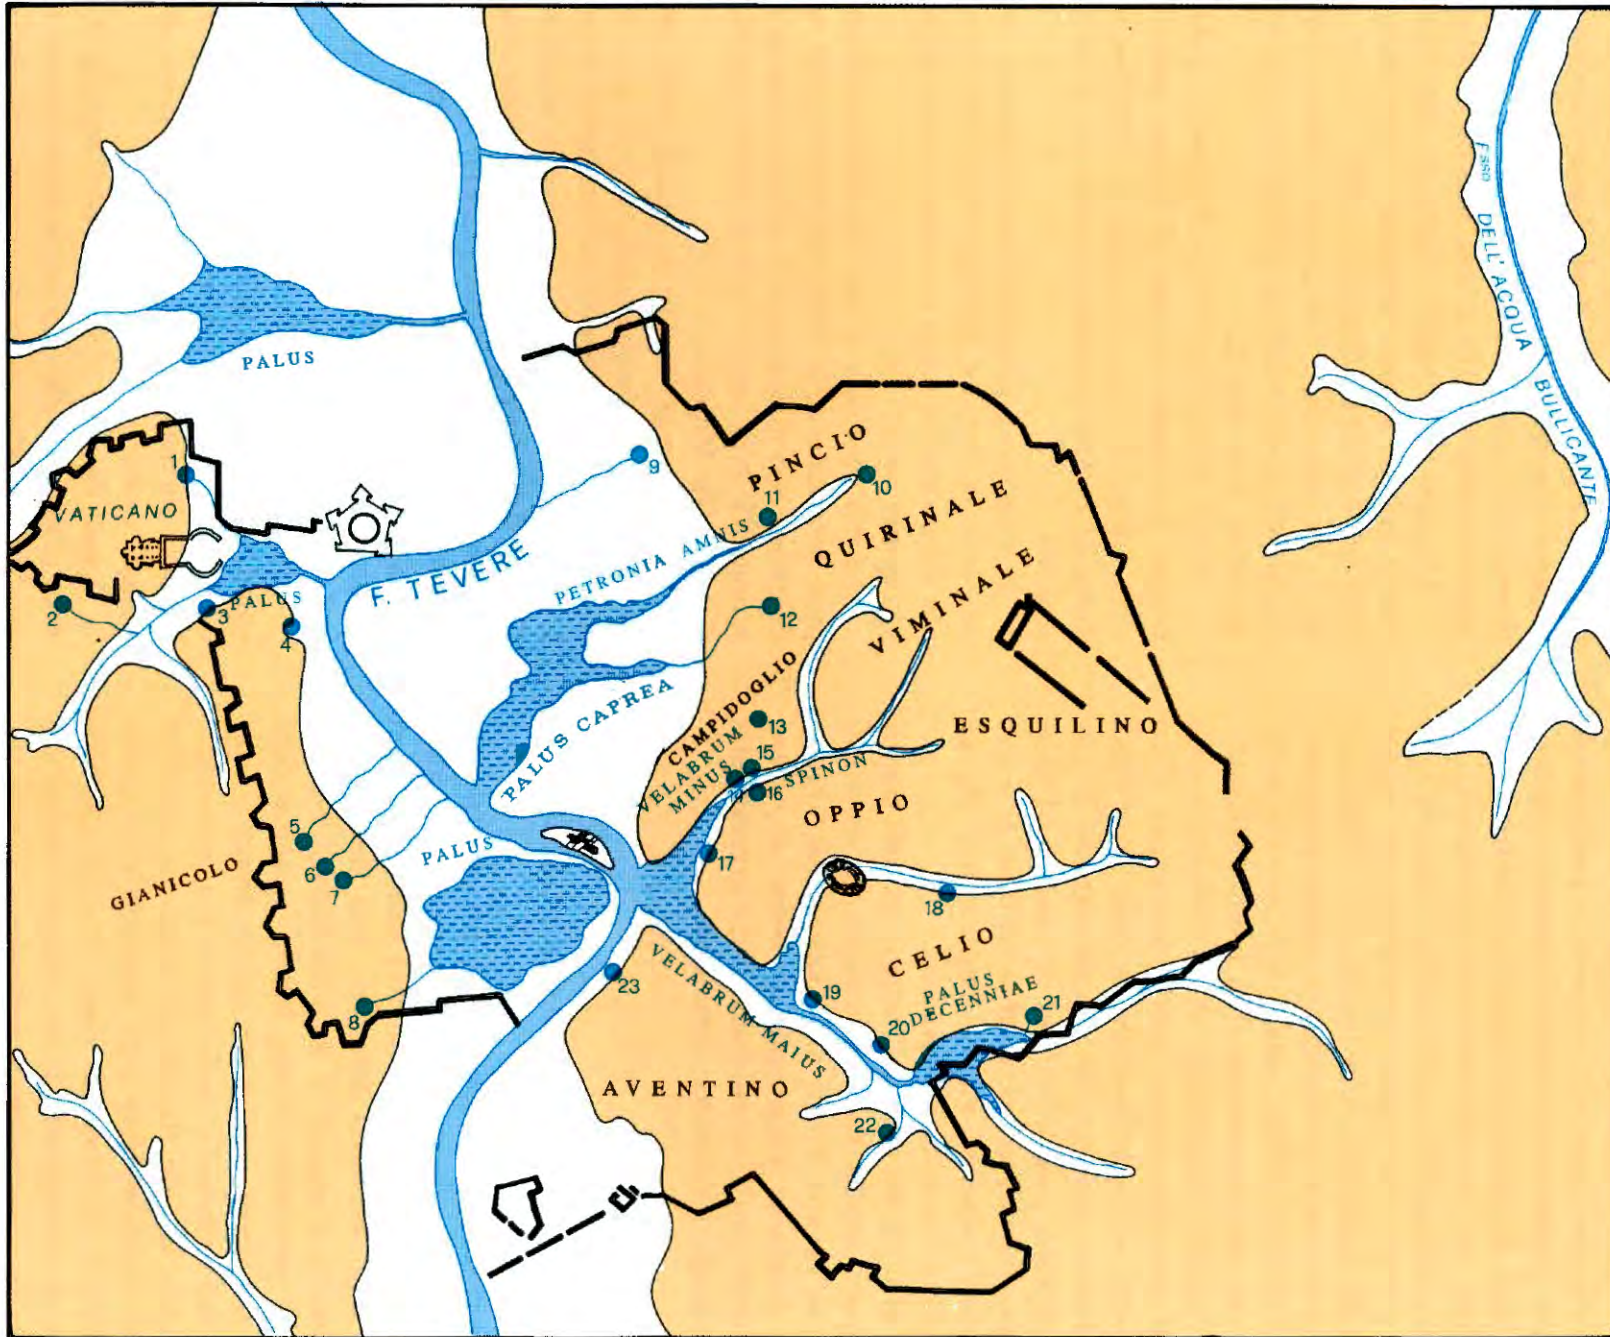 Fsso DELL' ACQUA BULLICANTE
PALUS
VATICANO
F. TEVERE
PINCIO
PETRONIA AMNIS
QUIRINALE
VIMINALE
PALUS
PALUS CAPREA
CAMPIDOGLIO
VELABRUM
MINUS
SPINON
ESQUILINO
OPPIO
PALUS
GIANICOLO
CELIO
PALUS
DECENNIAE
VELABRUM MAIUS
AVENTINO
1
2
3
4
5
6
7
8
9
10
11
12
13
15
16
17
18
19
20
21
22
23